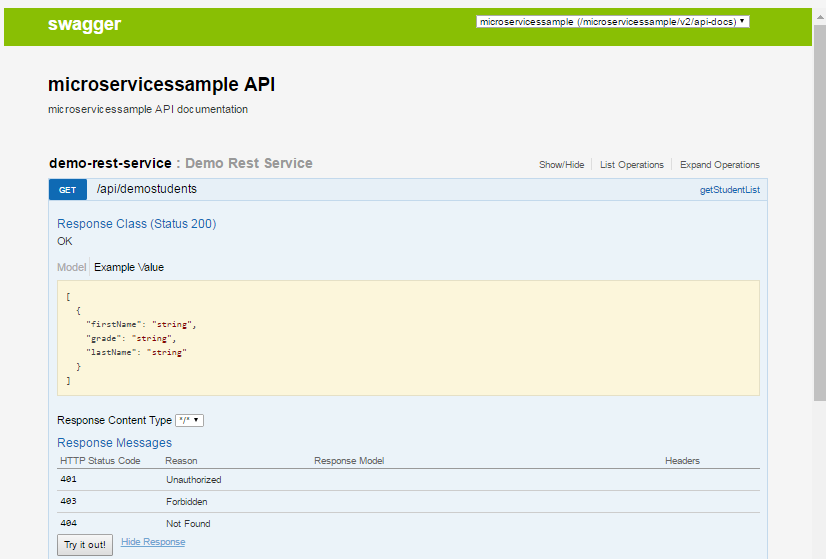 swagger
microservicessample (/microservicessample/v2/api-docs)
microservicessample API
microservicessample API documentation
demo-rest-service : Demo Rest Service
Show/Hide List Operations Expand Operations
GET /api/demostudents getStudentList
Response Class (Status 200)
OK
Model Example Value
[
{
"firstName": "string",
"grade": "string",
"lastName": "string"
}
]
Response Content Type */*
Response Messages
HTTP Status Code Reason Response Model Headers
401 Unauthorized
403 Forbidden
404 Not Found
Try it out! Hide Response